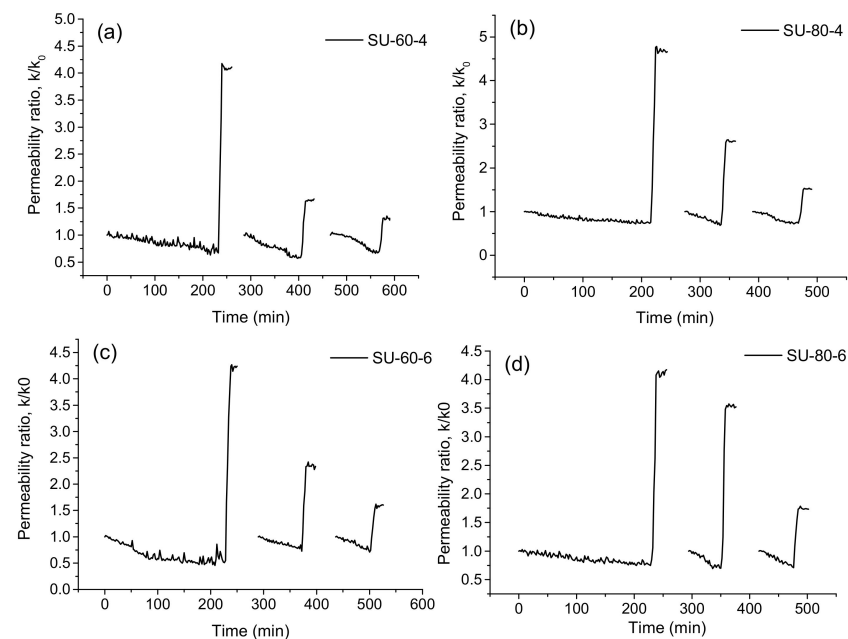 (a)
SU-60-4
Permeability ratio, k/k₀
5.0
4.5
4.0
3.5
3.0
2.5
2.0
1.5
1.0
0.5
0 100 200 300 400 500 600
Time (min)
(b)
SU-80-4
Permeability ratio, k/k₀
5
4
3
2
1
0
0 100 200 300 400 500
Time (min)
(c)
SU-60-6
Permeability ratio, k/k0
4.5
4.0
3.5
3.0
2.5
2.0
1.5
1.0
0.5
0.0
0 100 200 300 400 500 600
Time (min)
(d)
SU-80-6
Permeability ratio, k/k0
4.5
4.0
3.5
3.0
2.5
2.0
1.5
1.0
0.5
0 100 200 300 400 500
Time (min)